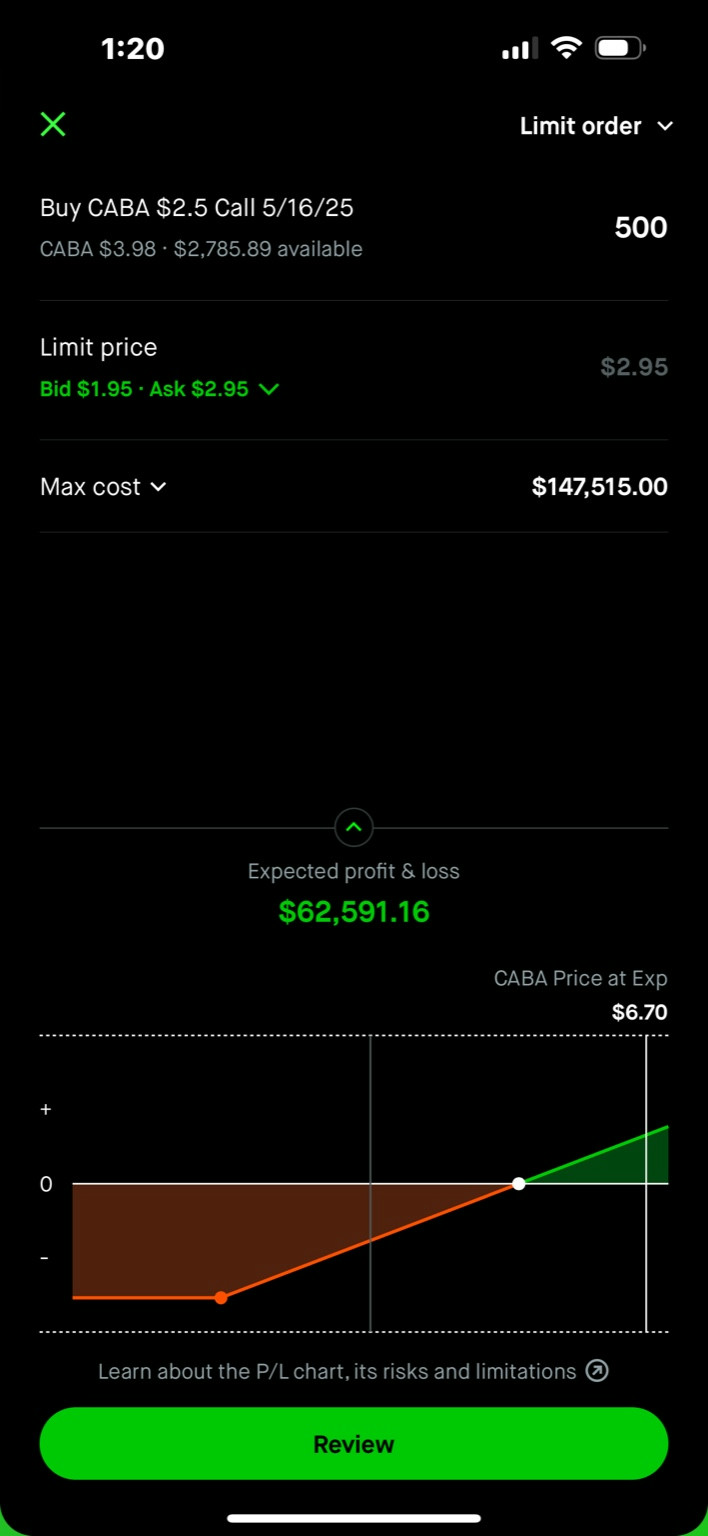 1:20
Limit order
Buy CABA $2.5 Call 5/16/25
500
CABA $3.98 · $2,785.89 available
Limit price
$2.95
Bid $1.95 · Ask $2.95
Max cost
$147,515.00
Expected profit & loss
$62,591.16
CABA Price at Exp
$6.70
+
0
-
Learn about the P/L chart, its risks and limitations
Review